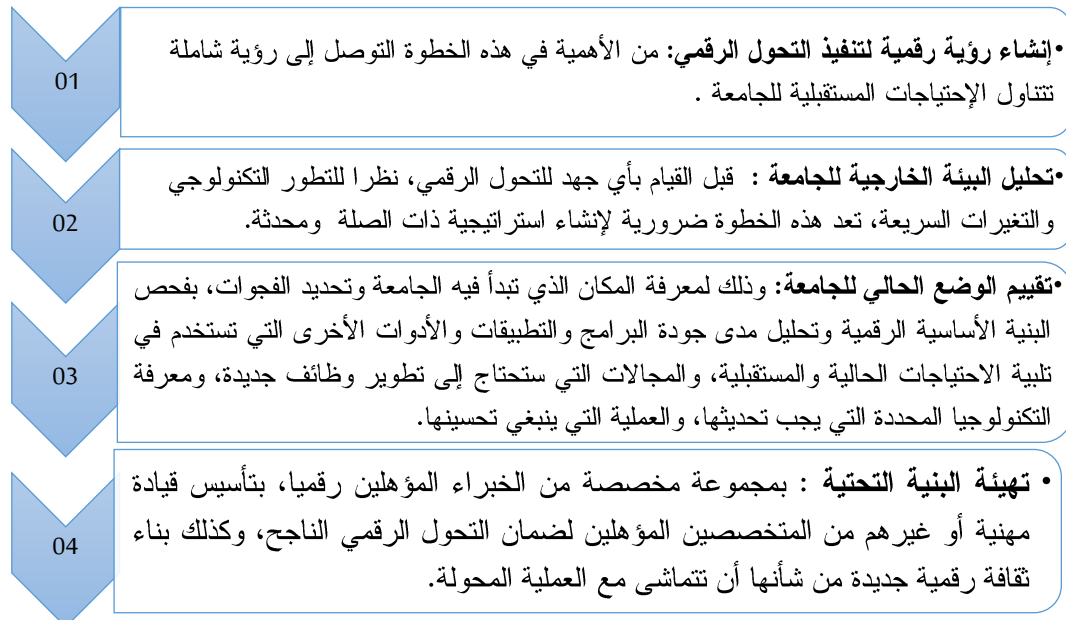 01
•إنشاء رؤية رقمية لتنفيذ التحول الرقمي: من الأهمية في هذه الخطوة التوصل إلى رؤية شاملة
تتناول الإحتياجات المستقبلية للجامعة .
02
•تحليل البيئة الخارجية للجامعة : قبل القيام بأي جهد للتحول الرقمي، نظرا للتطور التكنولوجي
والتغيرات السريعة، تعد هذه الخطوة ضرورية لإنشاء استراتيجية ذات الصلة ومحدثة.
03
•تقييم الوضع الحالي للجامعة: وذلك لمعرفة المكان الذي تبدأ فيه الجامعة وتحديد الفجوات، بفحص
البنية الأساسية الرقمية وتحليل مدى جودة البرامج والتطبيقات والأدوات الأخرى التي تستخدم في
تلبية الاحتياجات الحالية والمستقبلية، والمجالات التي ستحتاج إلى تطوير وظائف جديدة، ومعرفة
التكنولوجيا المحددة التي يجب تحديثها، والعملية التي ينبغي تحسينها.
04
• تهيئة البنية التحتية : بمجموعة مخصصة من الخبراء المؤهلين رقميا، بتأسيس قيادة
مهنية أو غيرهم من المتخصصين المؤهلين لضمان التحول الرقمي الناجح، وكذلك بناء
ثقافة رقمية جديدة من شأنها أن تتماشى مع العملية المحولة.